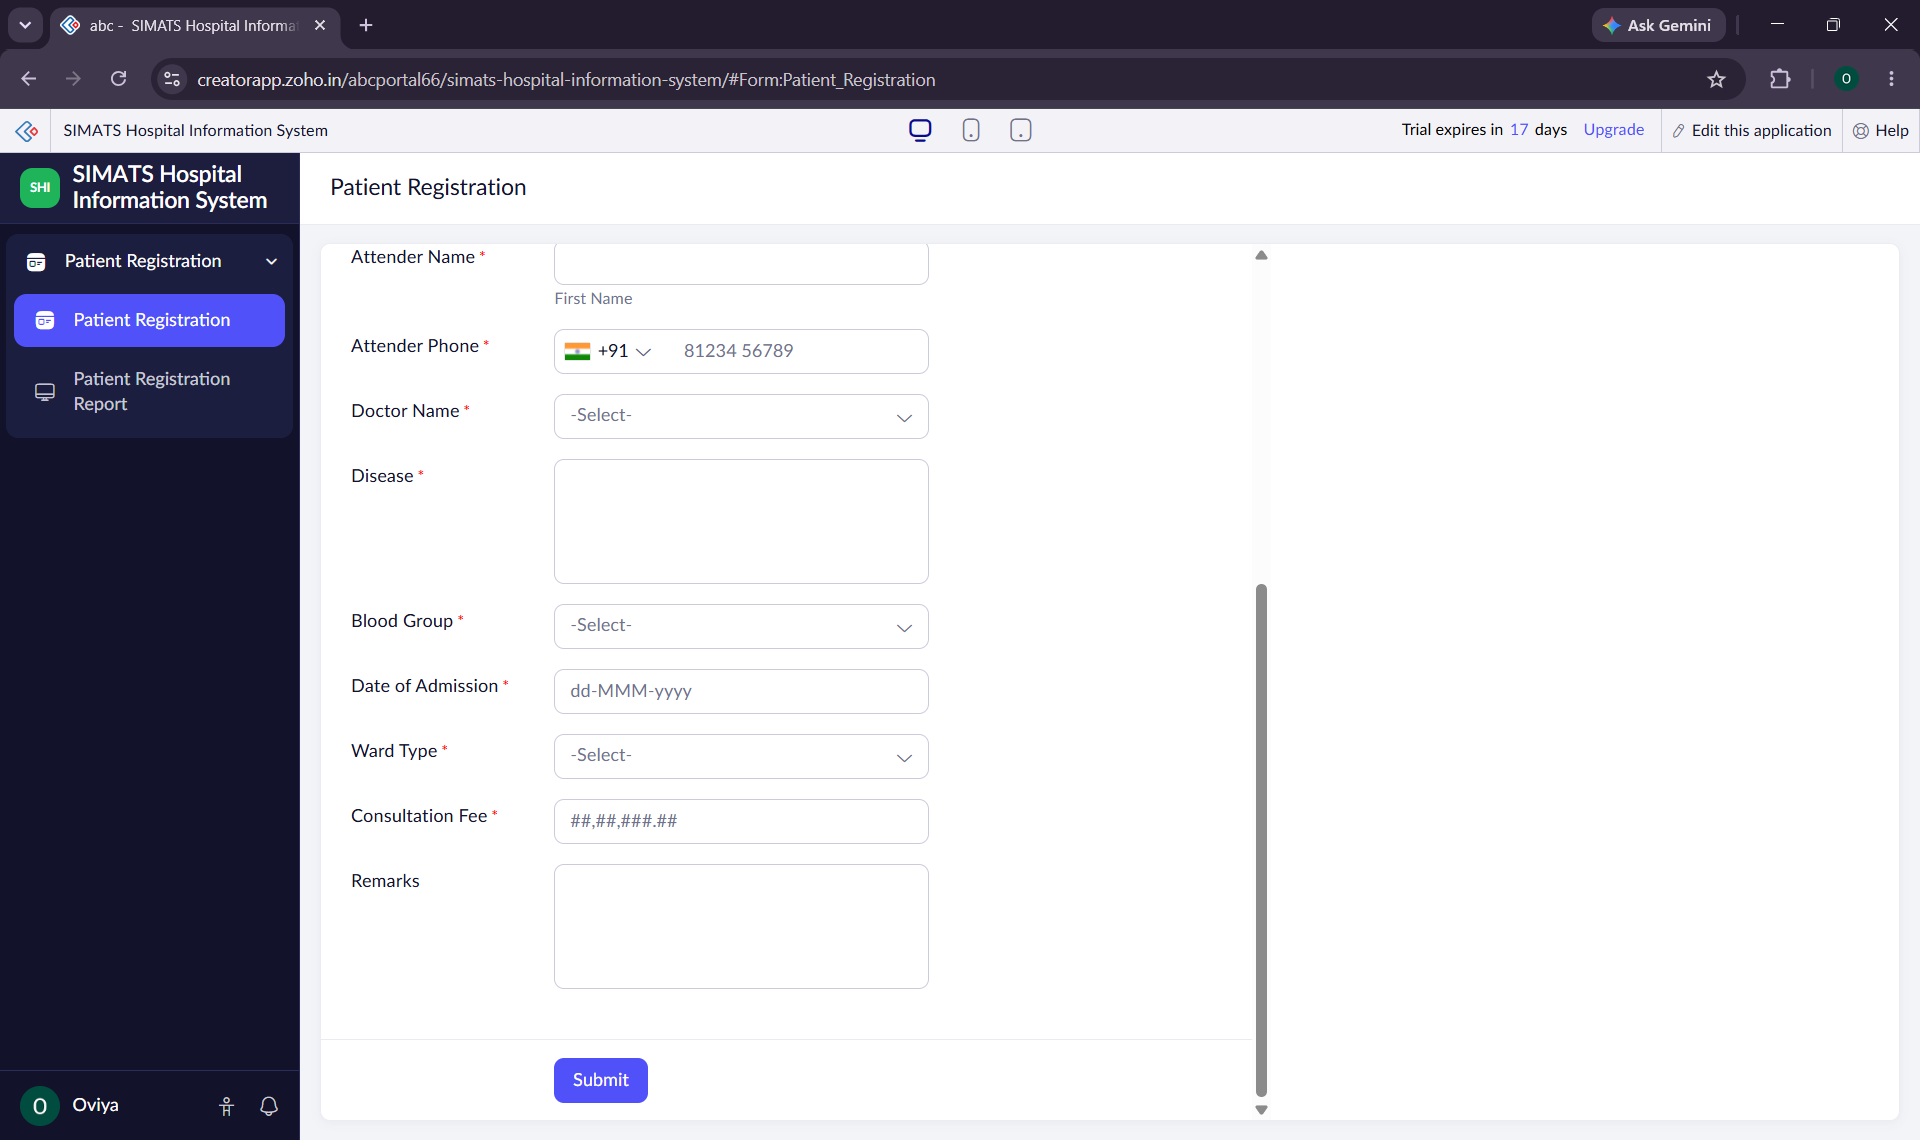 abc - SIMATS Hospital Informa
Ask Gemini
creatorapp.zoho.in/abcportal66/simats-hospital-information-system/#Form:Patient_Registration
O
SIMATS Hospital Information System
Trial expires in 17 days Upgrade
Edit this application
Help
SHI
SIMATS Hospital
Information System
Patient Registration
Patient Registration
Patient Registration
Report
Patient Registration
Attender Name *
First Name
Attender Phone *
+91
81234 56789
Doctor Name *
-Select-
Disease *
Blood Group *
-Select-
Date of Admission *
dd-MMM-yyyy
Ward Type *
-Select-
Consultation Fee *
##,##,###.##
Remarks
Submit
O
Oviya